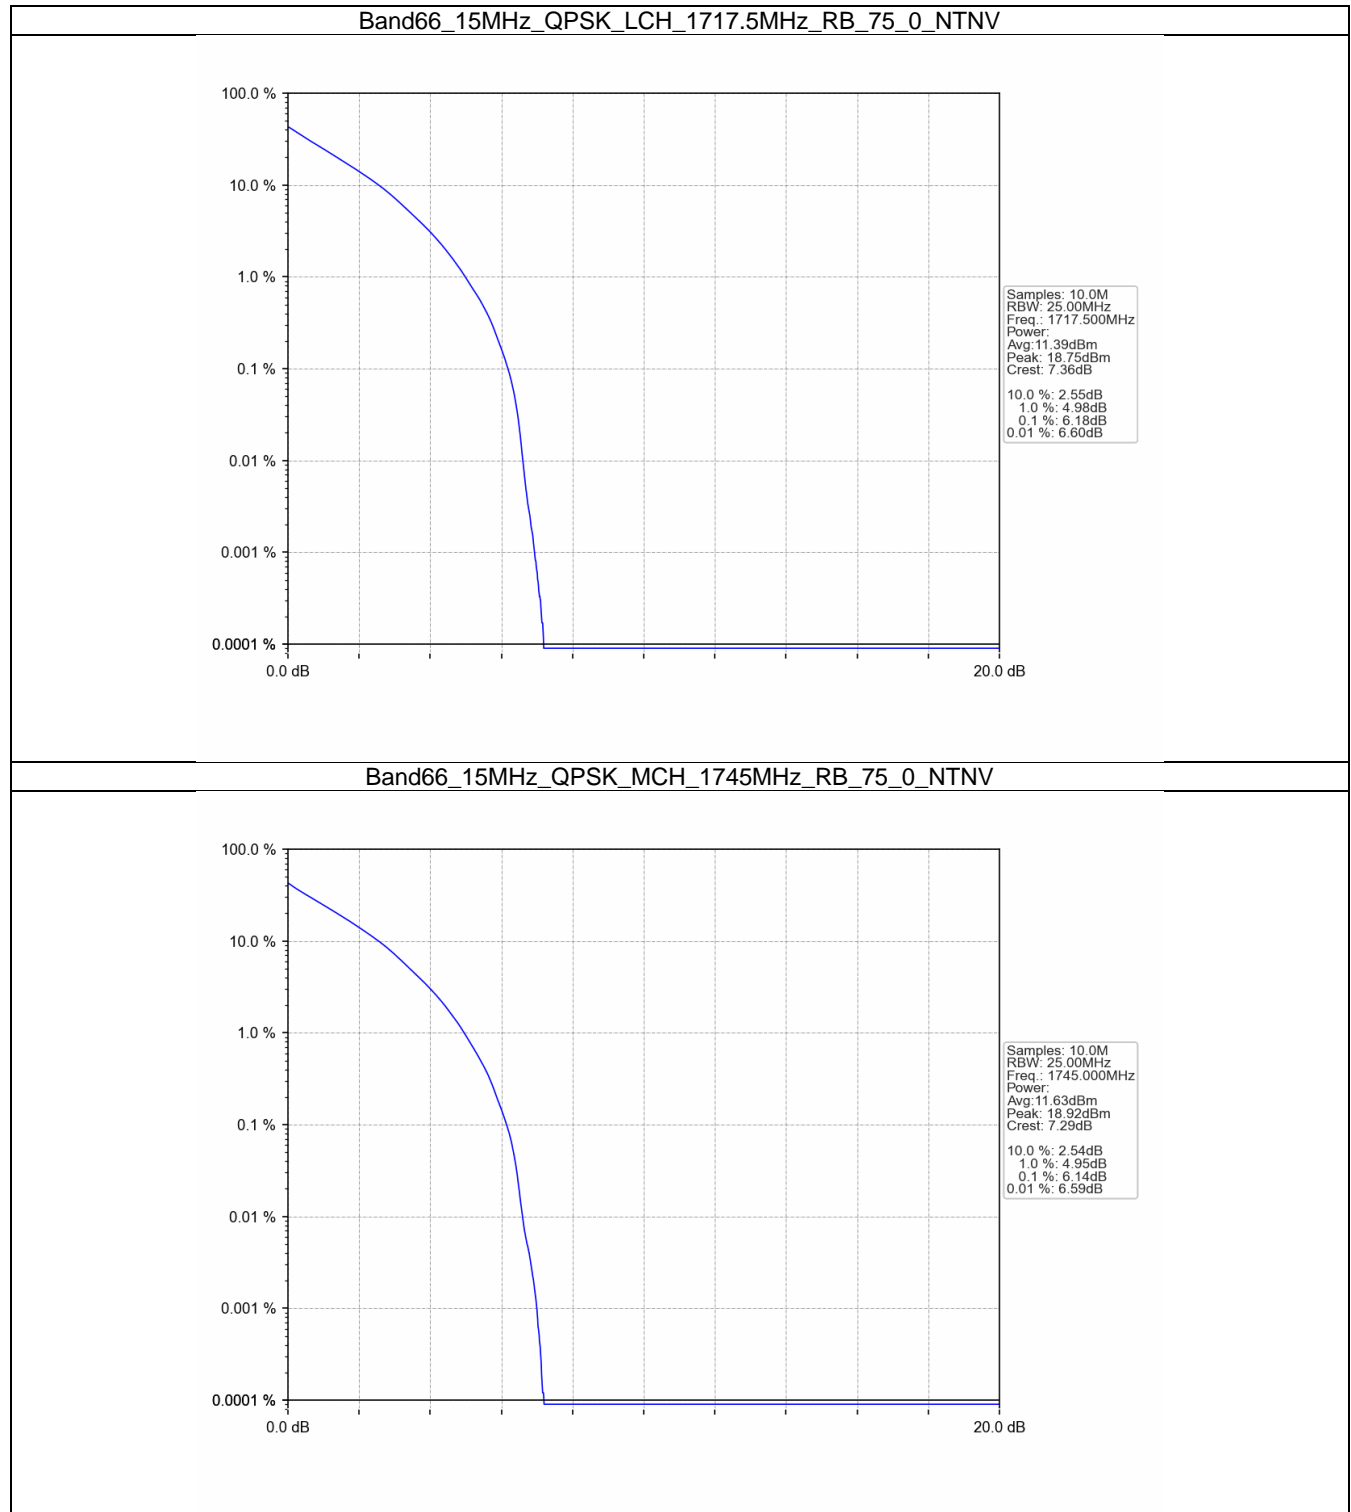 Band66_15MHz_QPSK_LCH_1717.5MHz_RB_75_0_NTNV
100.0 %
10.0 %
1.0 %
0.1 %
0.01 %
0.001 %
0.0001 %
0.0 dB
20.0 dB
Samples: 10.0M
RBW: 25.00MHz
Freq.: 1717.500MHz
Power:
Avg:11.39dBm
Peak: 18.75dBm
Crest: 7.36dB
10.0 %: 2.55dB
1.0 %: 4.98dB
0.1 %: 6.18dB
0.01 %: 6.60dB
Band66_15MHz_QPSK_MCH_1745MHz_RB_75_0_NTNV
100.0 %
10.0 %
1.0 %
0.1 %
0.01 %
0.001 %
0.0001 %
0.0 dB
20.0 dB
Samples: 10.0M
RBW: 25.00MHz
Freq.: 1745.000MHz
Power:
Avg:11.63dBm
Peak: 18.92dBm
Crest: 7.29dB
10.0 %: 2.54dB
1.0 %: 4.95dB
0.1 %: 6.14dB
0.01 %: 6.59dB